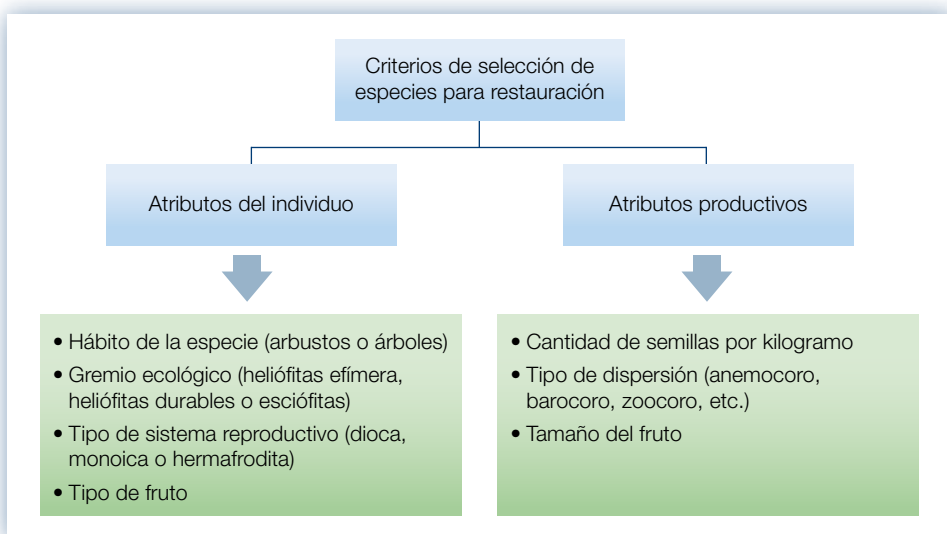 Criterios de selección de
especies para restauración
Atributos del individuo
Atributos productivos
• Hábito de la especie (arbustos o árboles)
• Gremio ecológico (heliófitas efímera,
heliófitas durables o esciófitas)
• Tipo de sistema reproductivo (dioca,
monoica o hermafrodita)
• Tipo de fruto
• Cantidad de semillas por kilogramo
• Tipo de dispersión (anemocoro,
barocoro, zoocoro, etc.)
• Tamaño del fruto